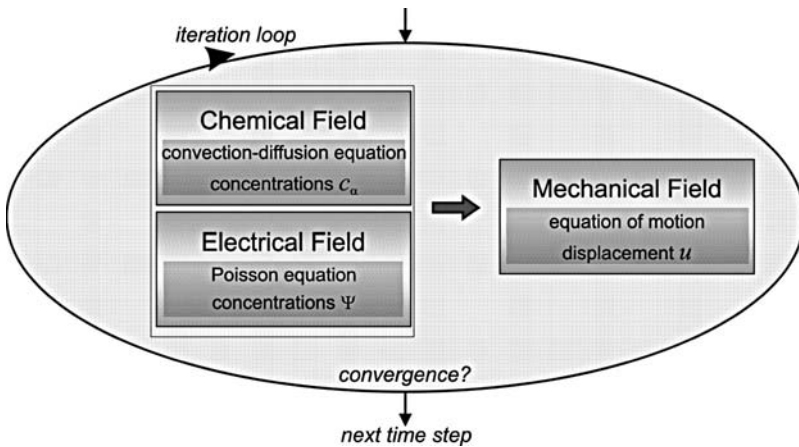 iteration loop
Chemical Field
convection-diffusion equation
concentrations cα
Electrical Field
Poisson equation
concentrations Ψ
Mechanical Field
equation of motion
displacement u
convergence?
next time step